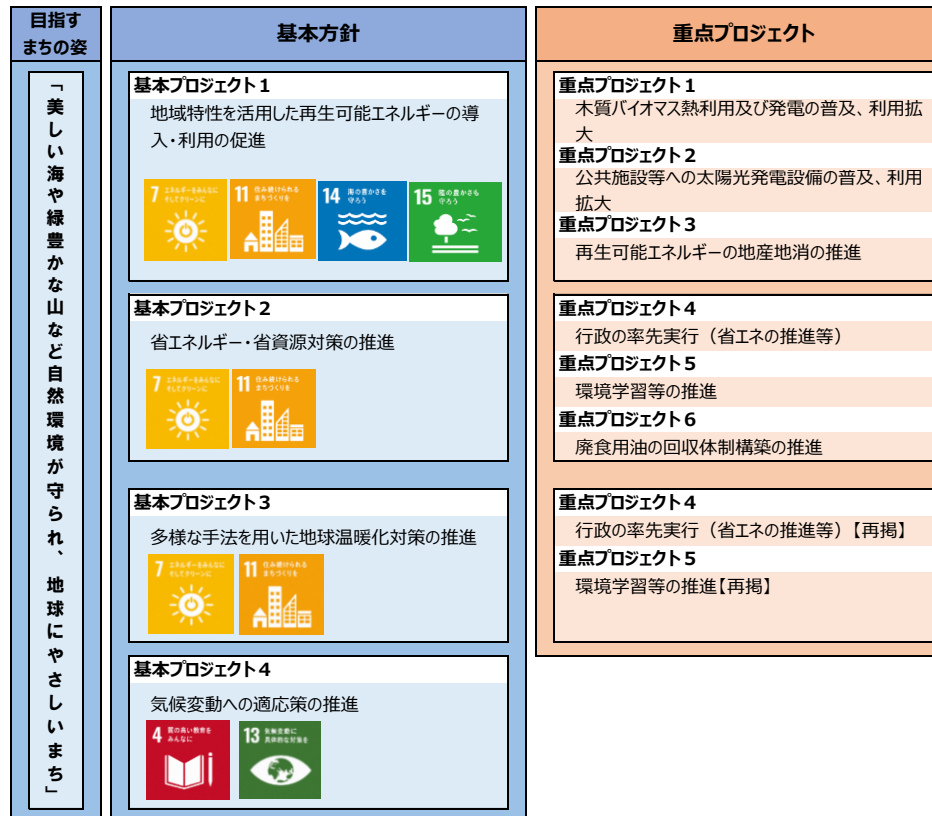 目指す
まちの姿
「美しい海や緑豊かな山など自然環境が守られ、地球にやさしいまち」
基本方針
基本プロジェクト1
地域特性を活用した再生可能エネルギーの導
入・利用の促進
7 エネルギーをみんなに
そしてクリーンに
11 住み続けられる
まちづくりを
14 海の豊かさを
守ろう
15 陸の豊かさも
守ろう
基本プロジェクト2
省エネルギー・省資源対策の推進
7 エネルギーをみんなに
そしてクリーンに
11 住み続けられる
まちづくりを
基本プロジェクト3
多様な手法を用いた地球温暖化対策の推進
7 エネルギーをみんなに
そしてクリーンに
11 住み続けられる
まちづくりを
基本プロジェクト4
気候変動への適応策の推進
4 質の高い教育を
みんなに
13 気候変動に
具体的な対策を
重点プロジェクト
重点プロジェクト1
木質バイオマス熱利用及び発電の普及、利用拡
大
重点プロジェクト2
公共施設等への太陽光発電設備の普及、利用
拡大
重点プロジェクト3
再生可能エネルギーの地産地消の推進
重点プロジェクト4
行政の率先実行（省エネの推進等）
重点プロジェクト5
環境学習等の推進
重点プロジェクト6
廃食用油の回収体制構築の推進
重点プロジェクト4
行政の率先実行（省エネの推進等）【再掲】
重点プロジェクト5
環境学習等の推進【再掲】